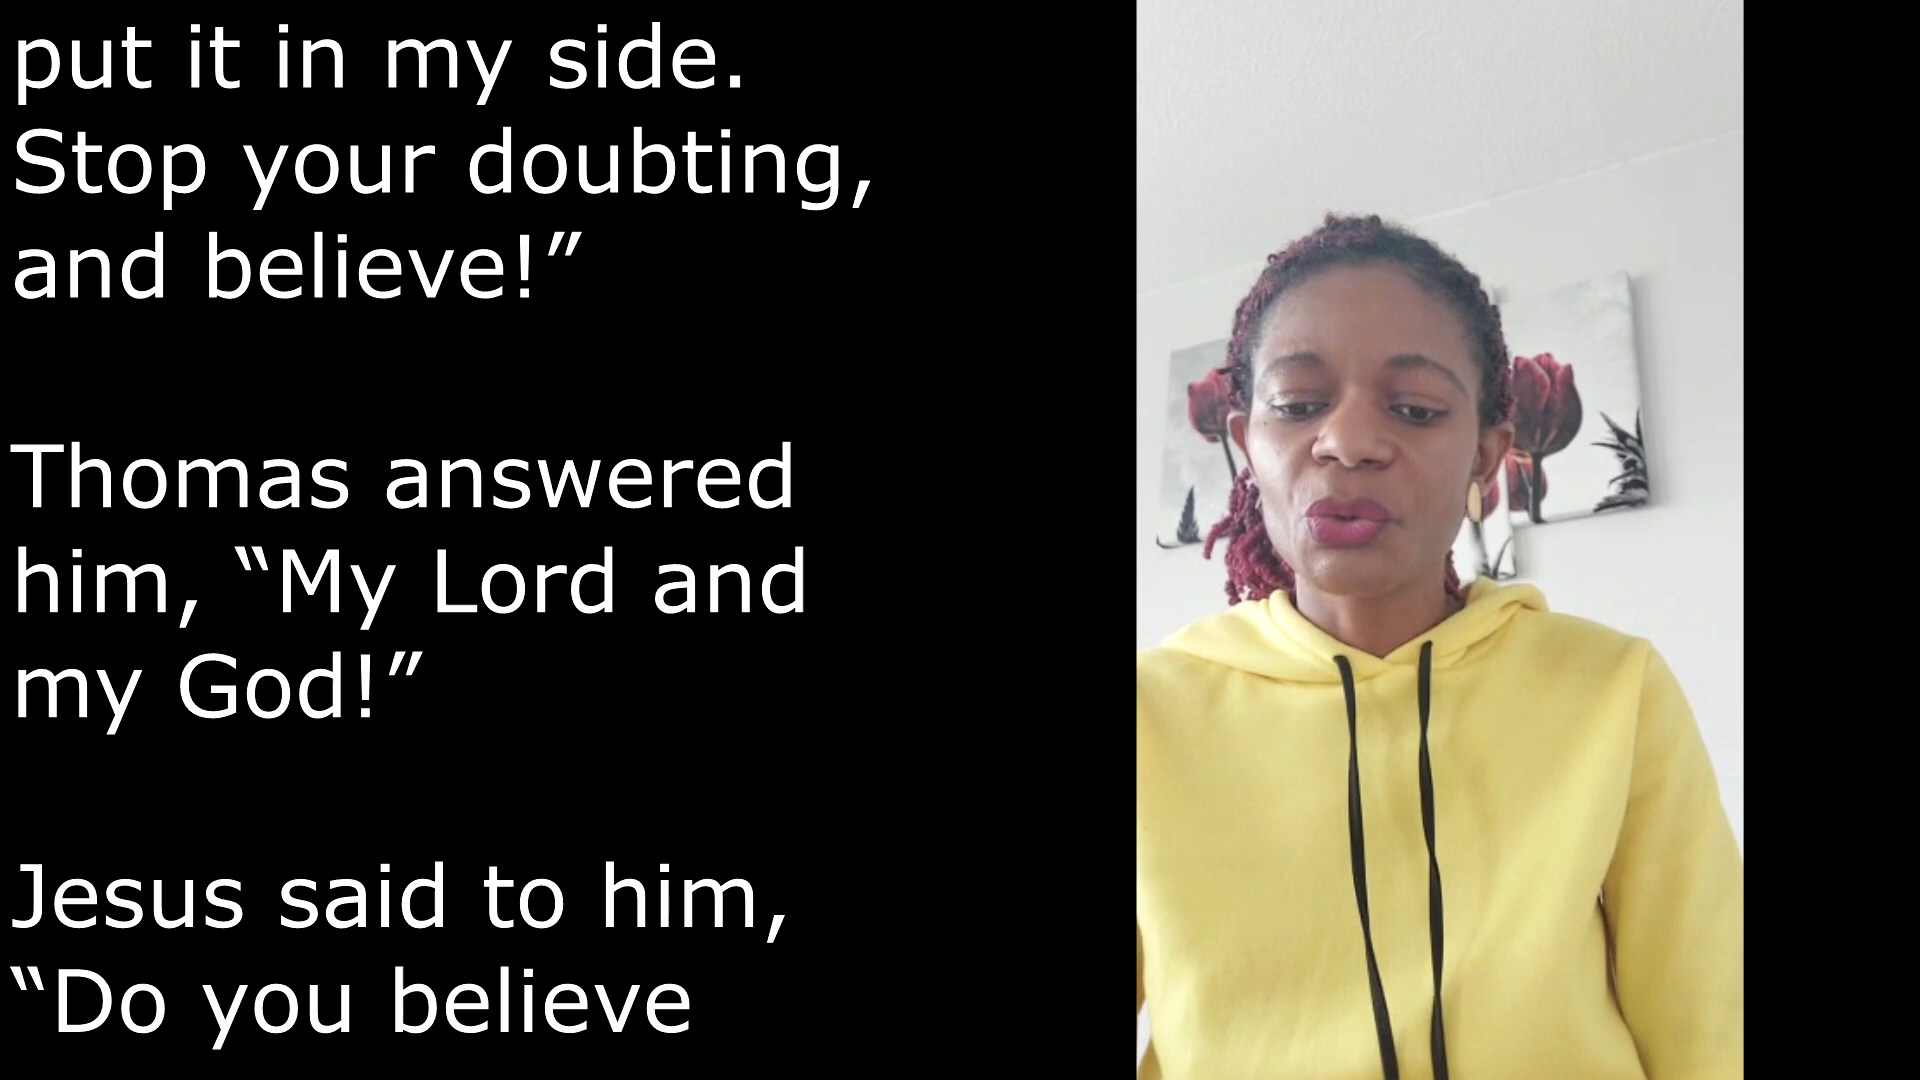 put it in my side.
Stop your doubting,
and believe!”
Thomas answered
him, “My Lord and
my God!”
Jesus said to him,
“Do you believe